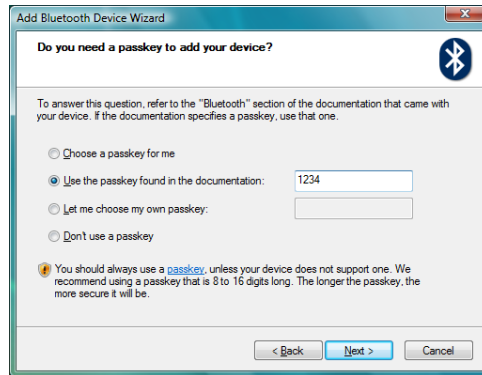 Add Bluetooth Device Wizard
Do you need a passkey to add your device?
To answer this question, refer to the "Bluetooth" section of the documentation that came with
your device. If the documentation specifies a passkey, use that one.
Choose a passkey for me
Use the passkey found in the documentation: 1234
Let me choose my own passkey:
Don't use a passkey
You should always use a passkey, unless your device does not support one. We
recommend using a passkey that is 8 to 16 digits long. The longer the passkey, the
more secure it will be.
< Back Next > Cancel